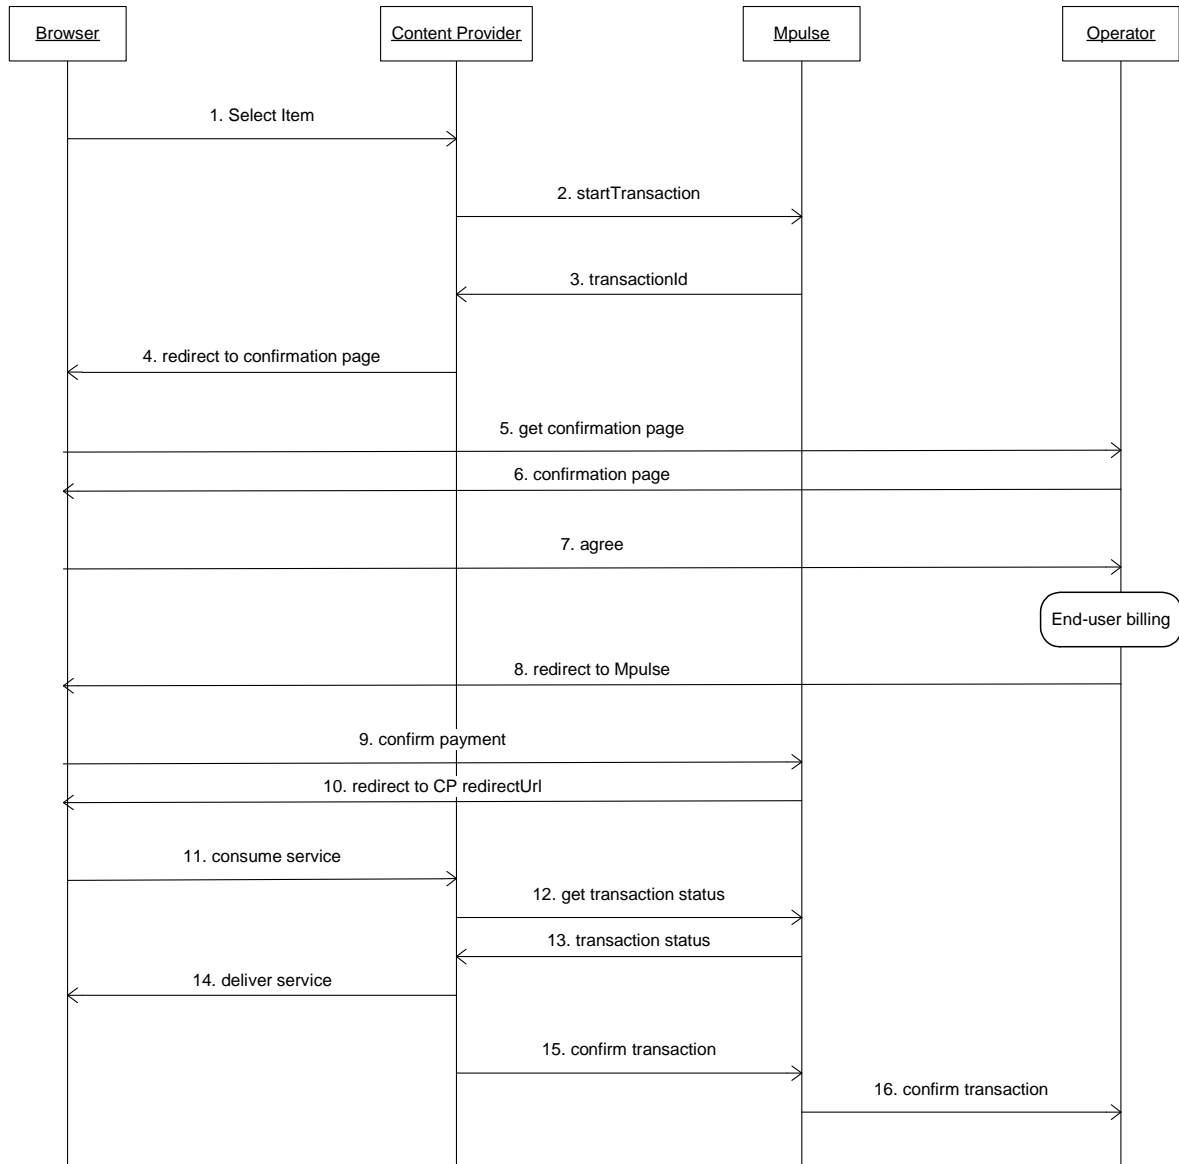 Browser
Content Provider
Mpulse
Operator
1. Select Item
2. startTransaction
3. transactionId
4. redirect to confirmation page
5. get confirmation page
6. confirmation page
7. agree
End-user billing
8. redirect to Mpulse
9. confirm payment
10. redirect to CP redirectUrl
11. consume service
12. get transaction status
13. transaction status
14. deliver service
15. confirm transaction
16. confirm transaction